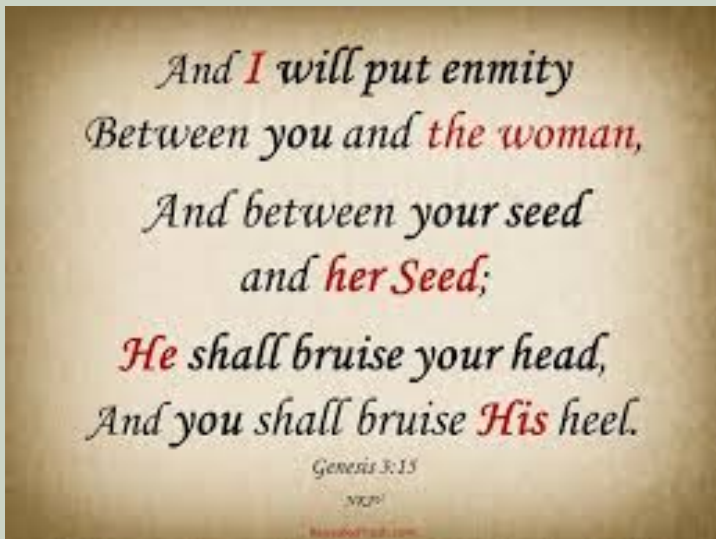 And I will put enmity
Between you and the woman,
And between your seed
and her Seed;
He shall bruise your head,
And you shall bruise His heel.
Genesis 3:15
NKJV